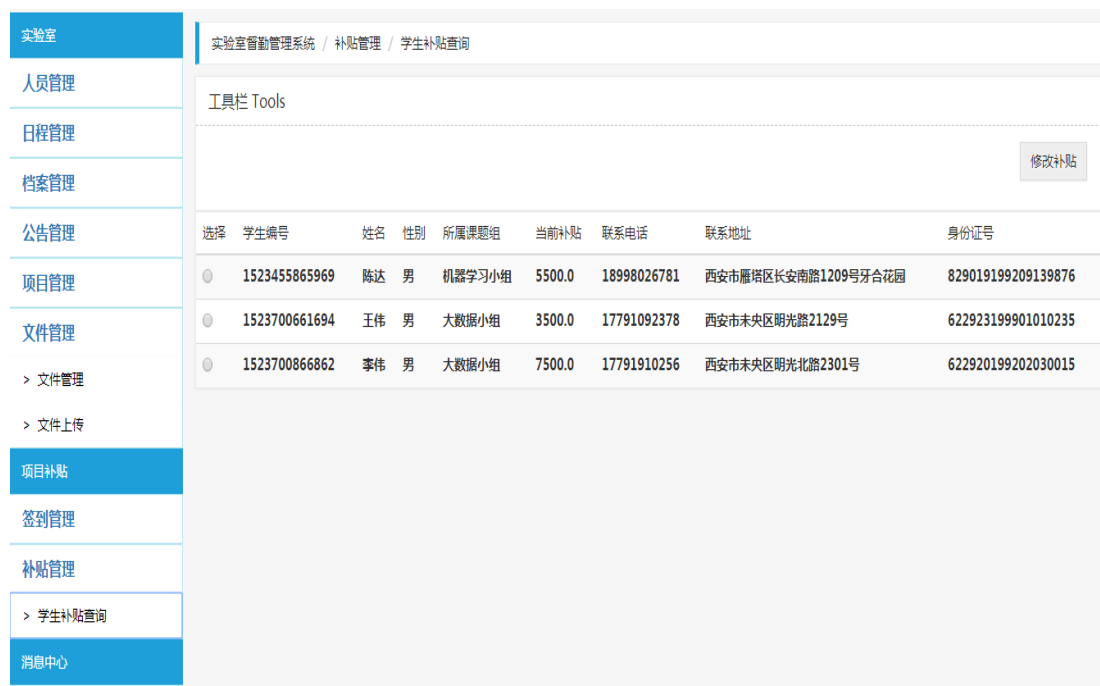 实验室
人员管理
日程管理
档案管理
公告管理
项目管理
文件管理
> 文件管理
> 文件上传
项目补贴
签到管理
补贴管理
> 学生补贴查询
消息中心
实验室督勤管理系统 / 补贴管理 / 学生补贴查询
工具栏 Tools
修改补贴
选择 学生编号 姓名 性别 所属课题组 当前补贴 联系电话 联系地址 身份证号
1523455865969 陈达 男 机器学习小组 5500.0 18998026781 西安市雁塔区长安南路1209号牙合花园 829019199209139876
1523700661694 王伟 男 大数据小组 3500.0 17791092378 西安市未央区明光路2129号 622923199901010235
1523700866862 李伟 男 大数据小组 7500.0 17791910256 西安市未央区明光北路2301号 622920199202030015